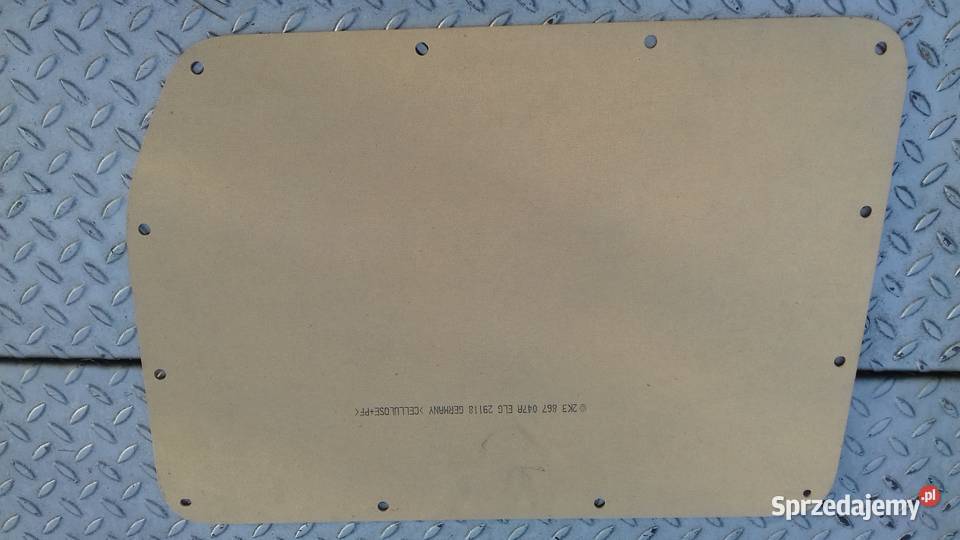 © 2K3 867 047A ELG 29118 GERMANY >CELLULOSE+PF<
Sprzedajemy.pl